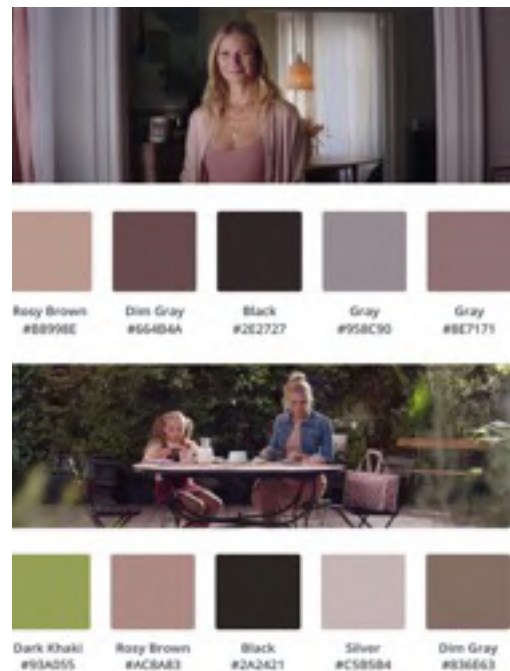 Rosy Brown Dim Gray Black Gray Gray
#B8998E #664B4A #2E2727 #958C90 #8E7171
Dark Khaki Rosy Brown Black Silver Dim Gray
#93A055 #AC8A83 #2A2421 #C5B5B4 #836E63